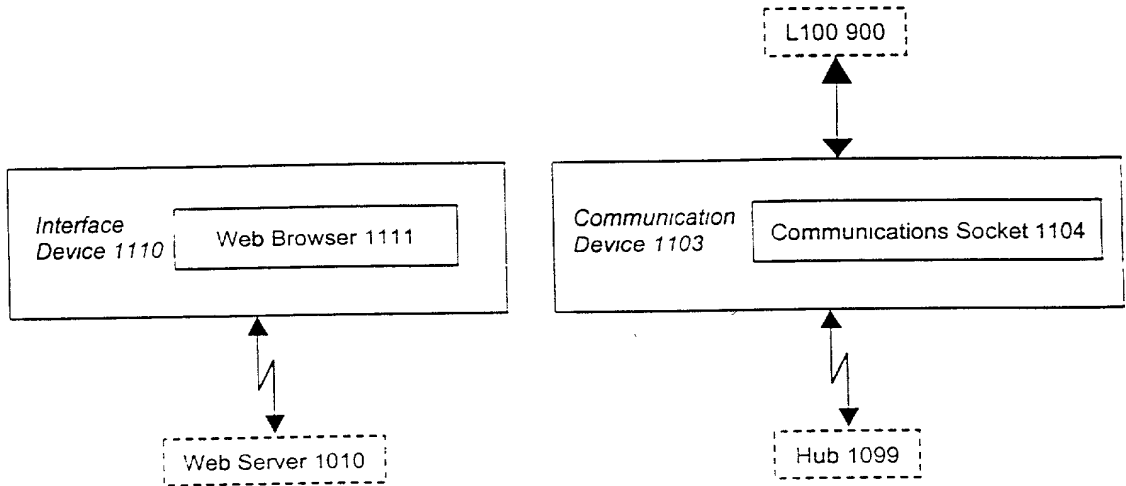 L100 900
Interface
Device 1110
Web Browser 1111
Communication
Device 1103
Communications Socket 1104
Web Server 1010
Hub 1099